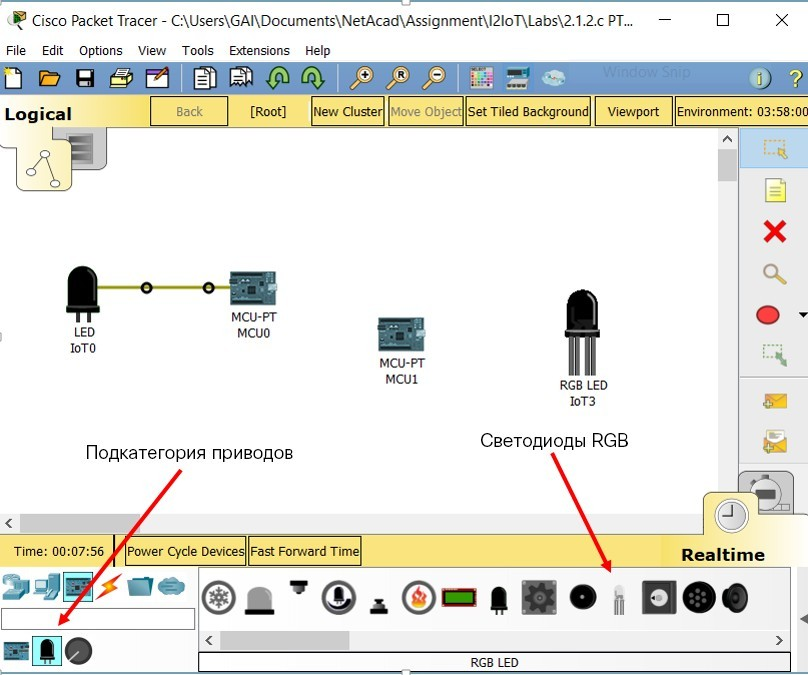 Cisco Packet Tracer - C:\Users\GAI\Documents\NetAcad\Assignment\I2IoT\Labs\2.1.2.c PT...
File Edit Options View Tools Extensions Help
Window Snip
Logical Back [Root] New Cluster Move Object Set Tiled Background Viewport Environment: 03:58:00
LED
IoT0
MCU-PT
MCU0
MCU-PT
MCU1
RGB LED
IoT3
Подкатегория приводов
Светодиоды RGB
Time: 00:07:56 Power Cycle Devices Fast Forward Time
Realtime
RGB LED